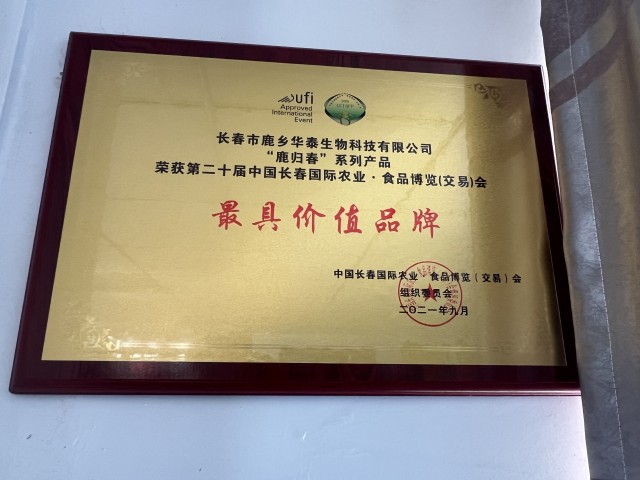 ufi
Approved
International
Event
长春市鹿乡华泰生物科技有限公司
“鹿归春”系列产品
荣获第二十届中国长春国际农业·食品博览(交易)会
最具价值品牌
中国长春国际农业·食品博览（交易）会
组织委员会
二〇二一年九月